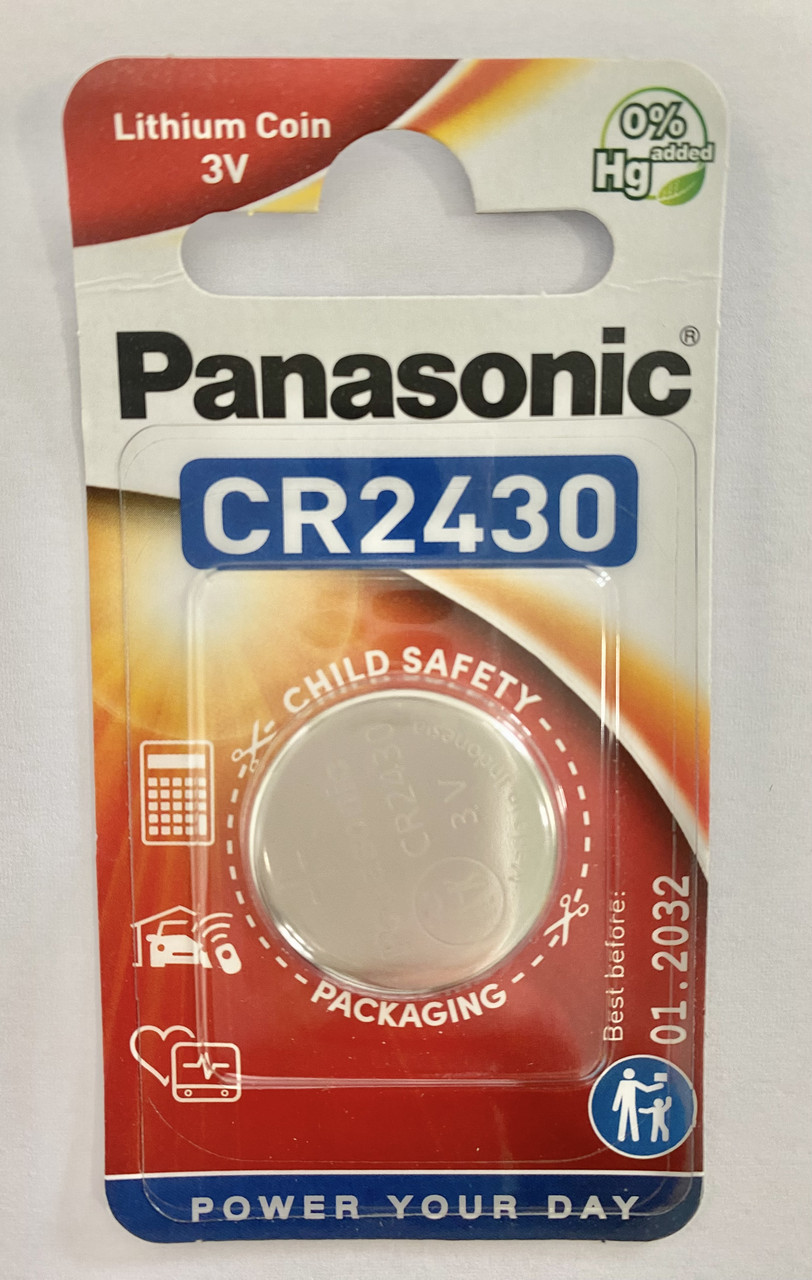 Lithium Coin
3V
0%
Hg added
Panasonic®
CR2430
CHILD SAFETY
CR2430
3V
Indonesia
PACKAGING
Best before:
01.2032
POWER YOUR DAY